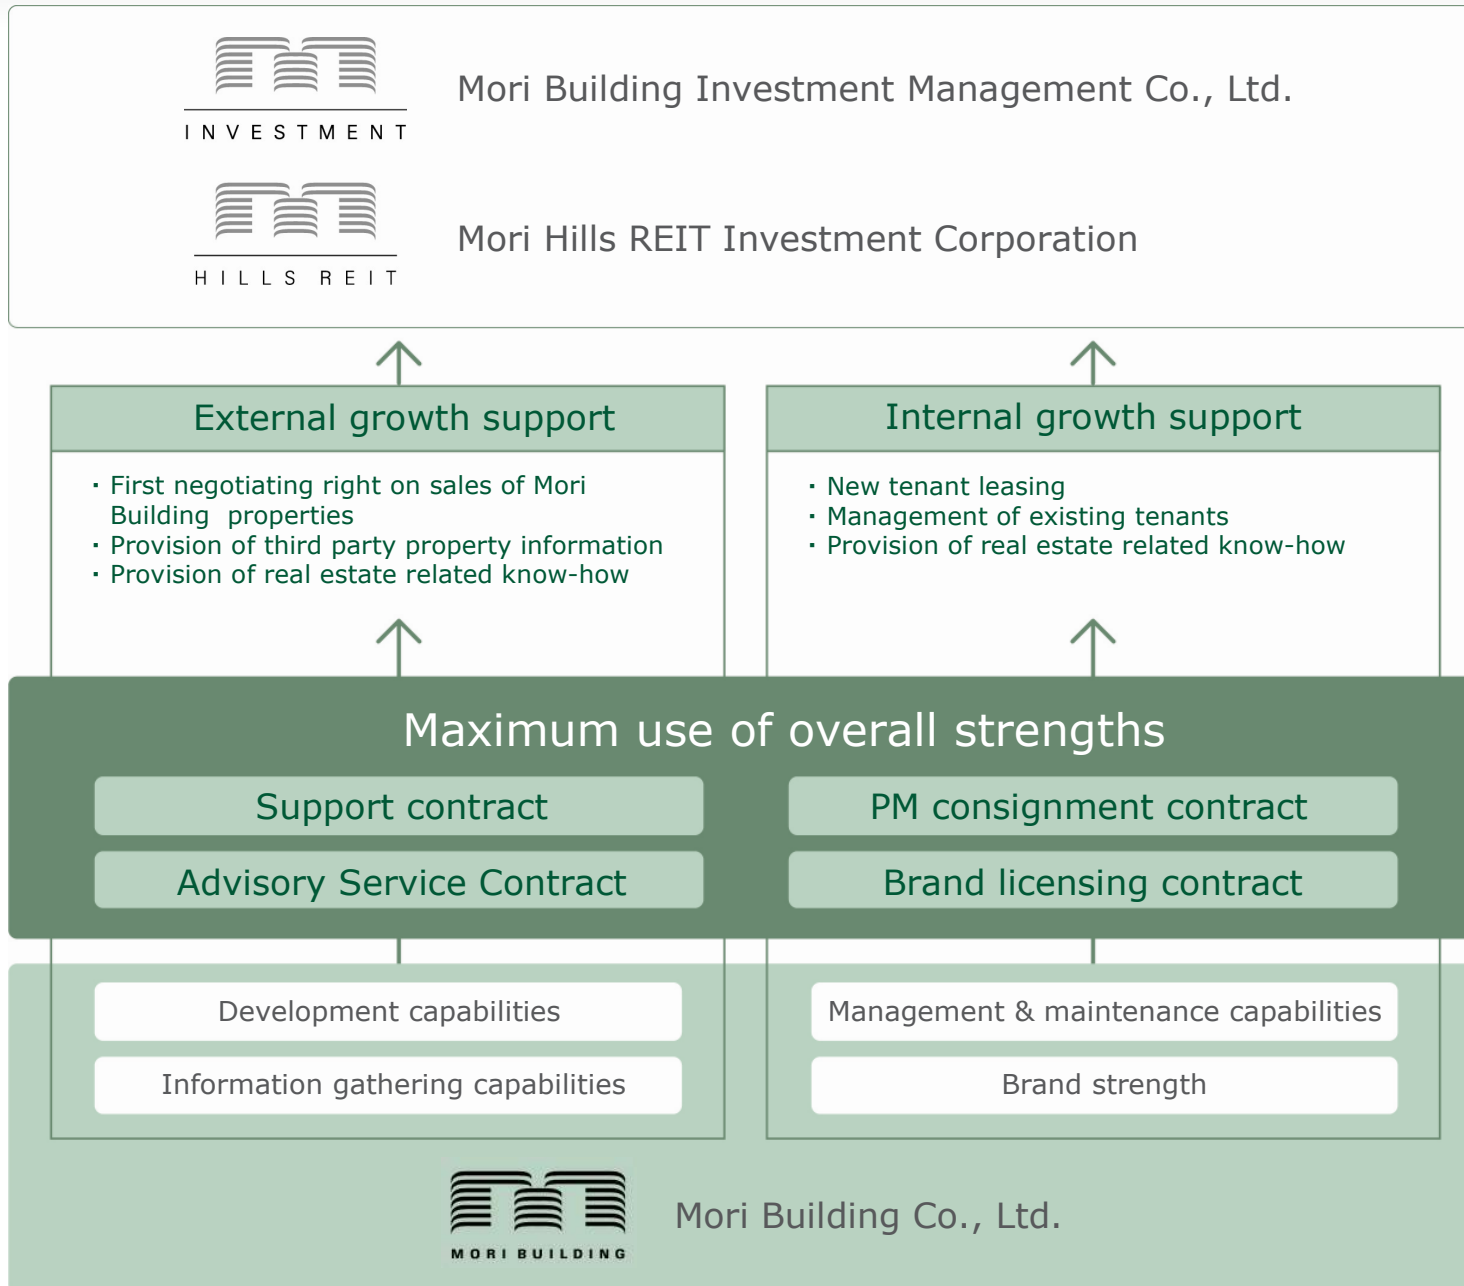 INVESTMENT
Mori Building Investment Management Co., Ltd.
HILLS REIT
Mori Hills REIT Investment Corporation
External growth support
・First negotiating right on sales of Mori
Building properties
・Provision of third party property information
・Provision of real estate related know-how
Internal growth support
・New tenant leasing
・Management of existing tenants
・Provision of real estate related know-how
Maximum use of overall strengths
Support contract
PM consignment contract
Advisory Service Contract
Brand licensing contract
Development capabilities
Management & maintenance capabilities
Information gathering capabilities
Brand strength
MORI BUILDING
Mori Building Co., Ltd.